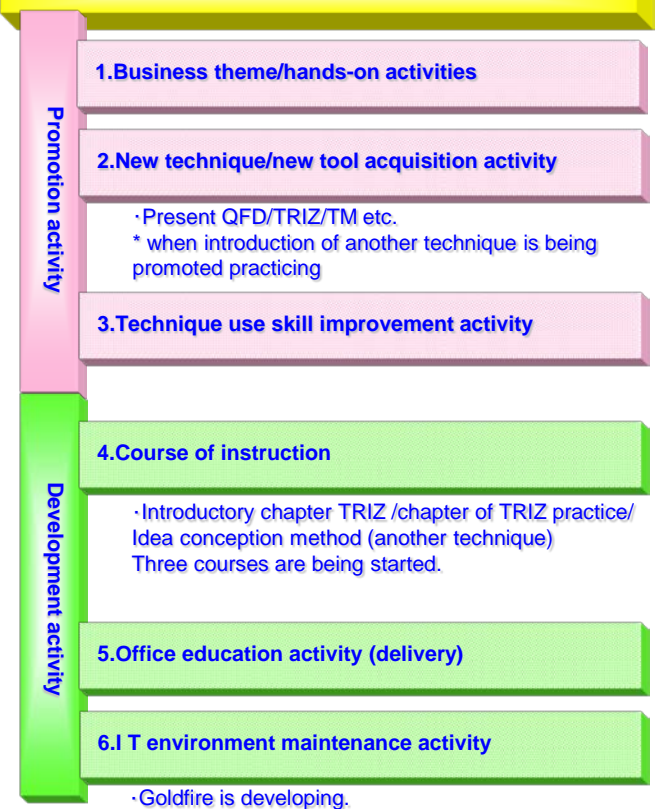 Promotion activity
1.Business theme/hands-on activities
2.New technique/new tool acquisition activity
·Present QFD/TRIZ/TM etc.
* when introduction of another technique is being
promoted practicing
3.Technique use skill improvement activity
Development activity
4.Course of instruction
·Introductory chapter TRIZ /chapter of TRIZ practice/
Idea conception method (another technique)
Three courses are being started.
5.Office education activity (delivery)
6.I T environment maintenance activity
·Goldfire is developing.